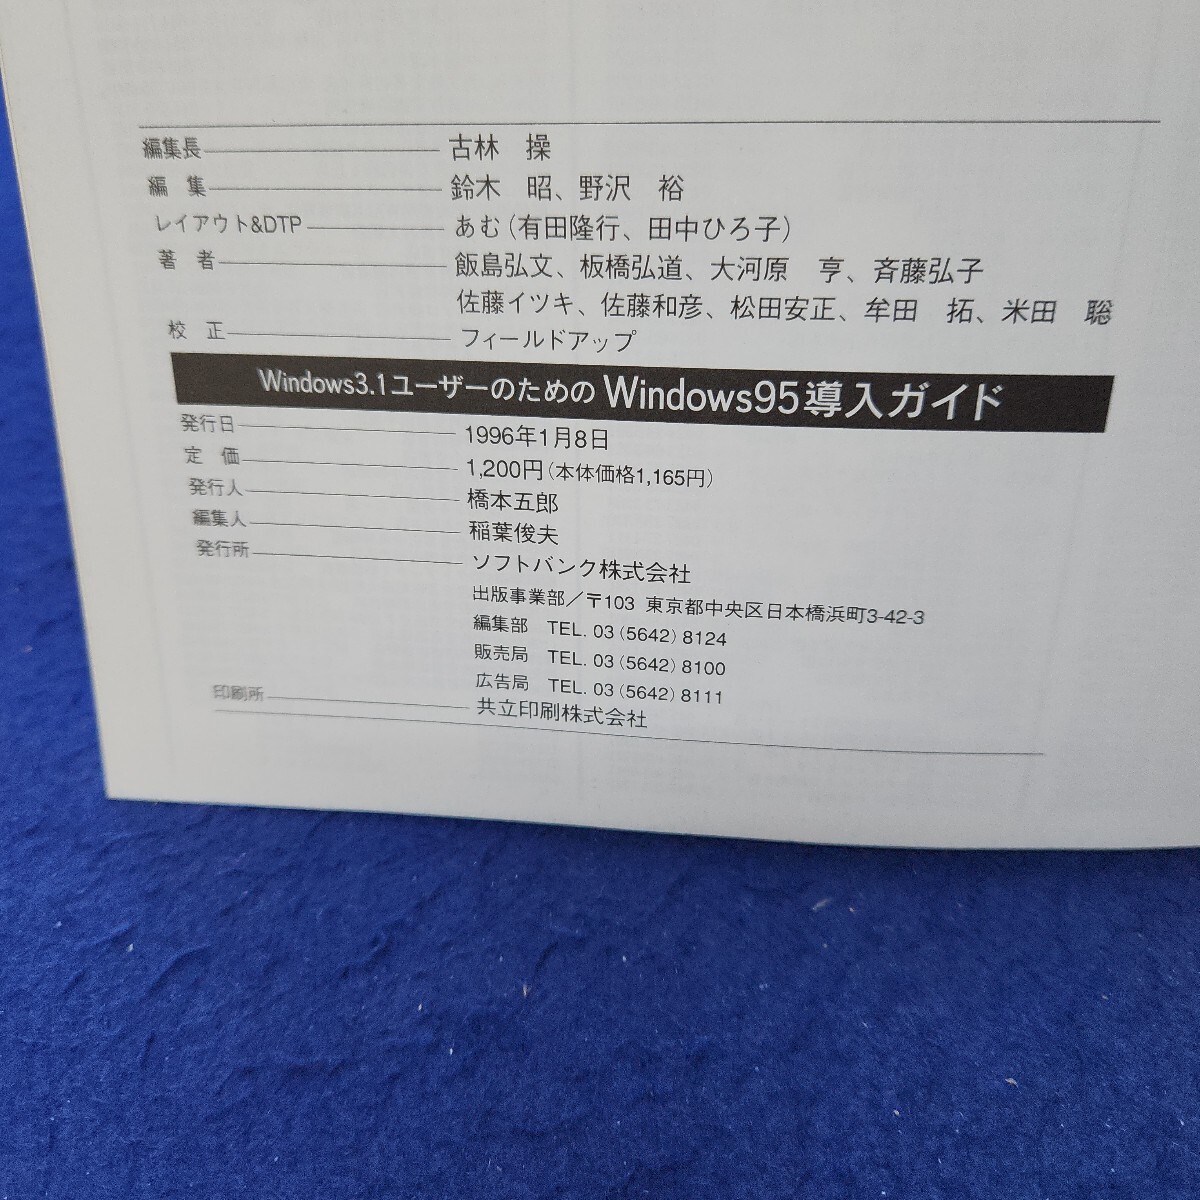 編集長 古林 操
編 集 鈴木 昭、野沢 裕
レイアウト&DTP あむ（有田隆行、田中ひろ子）
著 者 飯島弘文、板橋弘道、大河原 亨、斉藤弘子
佐藤イツキ、佐藤和彦、松田安正、牟田 拓、米田 聡
校 正 フィールドアップ
Windows3.1ユーザーのための Windows95導入ガイド
発行日 1996年1月8日
定 価 1,200円（本体価格1,165円）
発行人 橋本五郎
編集人 稲葉俊夫
発行所 ソフトバンク株式会社
出版事業部／〒103 東京都中央区日本橋浜町3-42-3
編集部 TEL. 03（5642）8124
販売局 TEL. 03（5642）8100
広告局 TEL. 03（5642）8111
印刷所 共立印刷株式会社